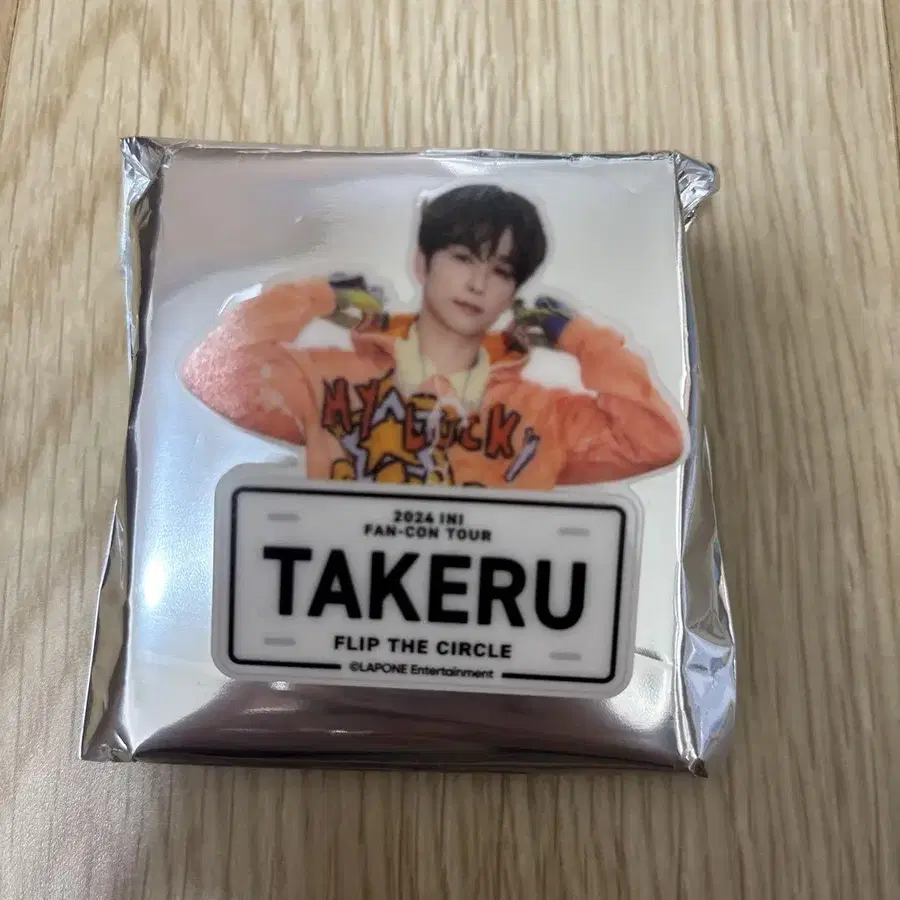 MY LUCKY
2024 INI
FAN-CON TOUR
TAKERU
FLIP THE CIRCLE
©LAPONE Entertainment